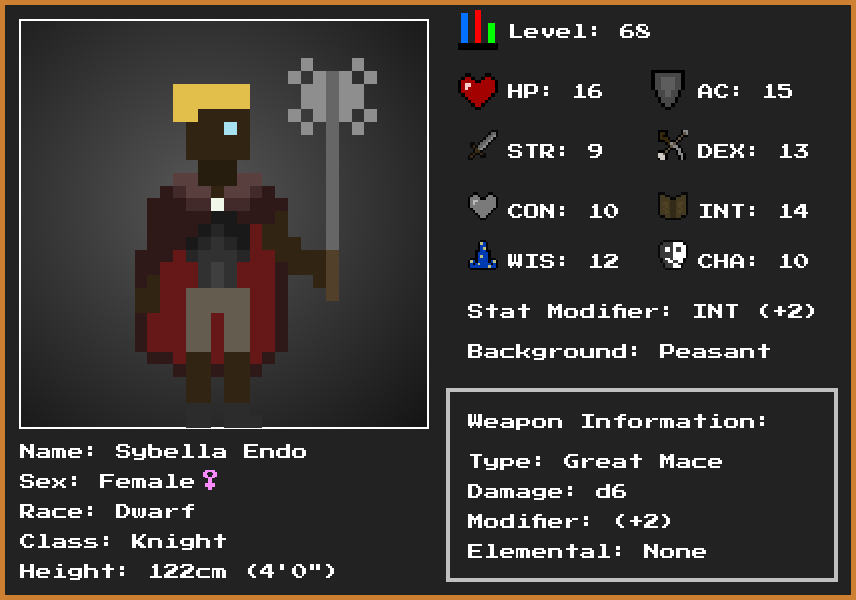 Level: 68
HP: 16
AC: 15
STR: 9
DEX: 13
CON: 10
INT: 14
WIS: 12
CHA: 10
Stat Modifier: INT (+2)
Background: Peasant
Weapon Information:
Type: Great Mace
Damage: d6
Modifier: (+2)
Elemental: None
Name: Sybella Endo
Sex: Female♀
Race: Dwarf
Class: Knight
Height: 122cm (4'0")